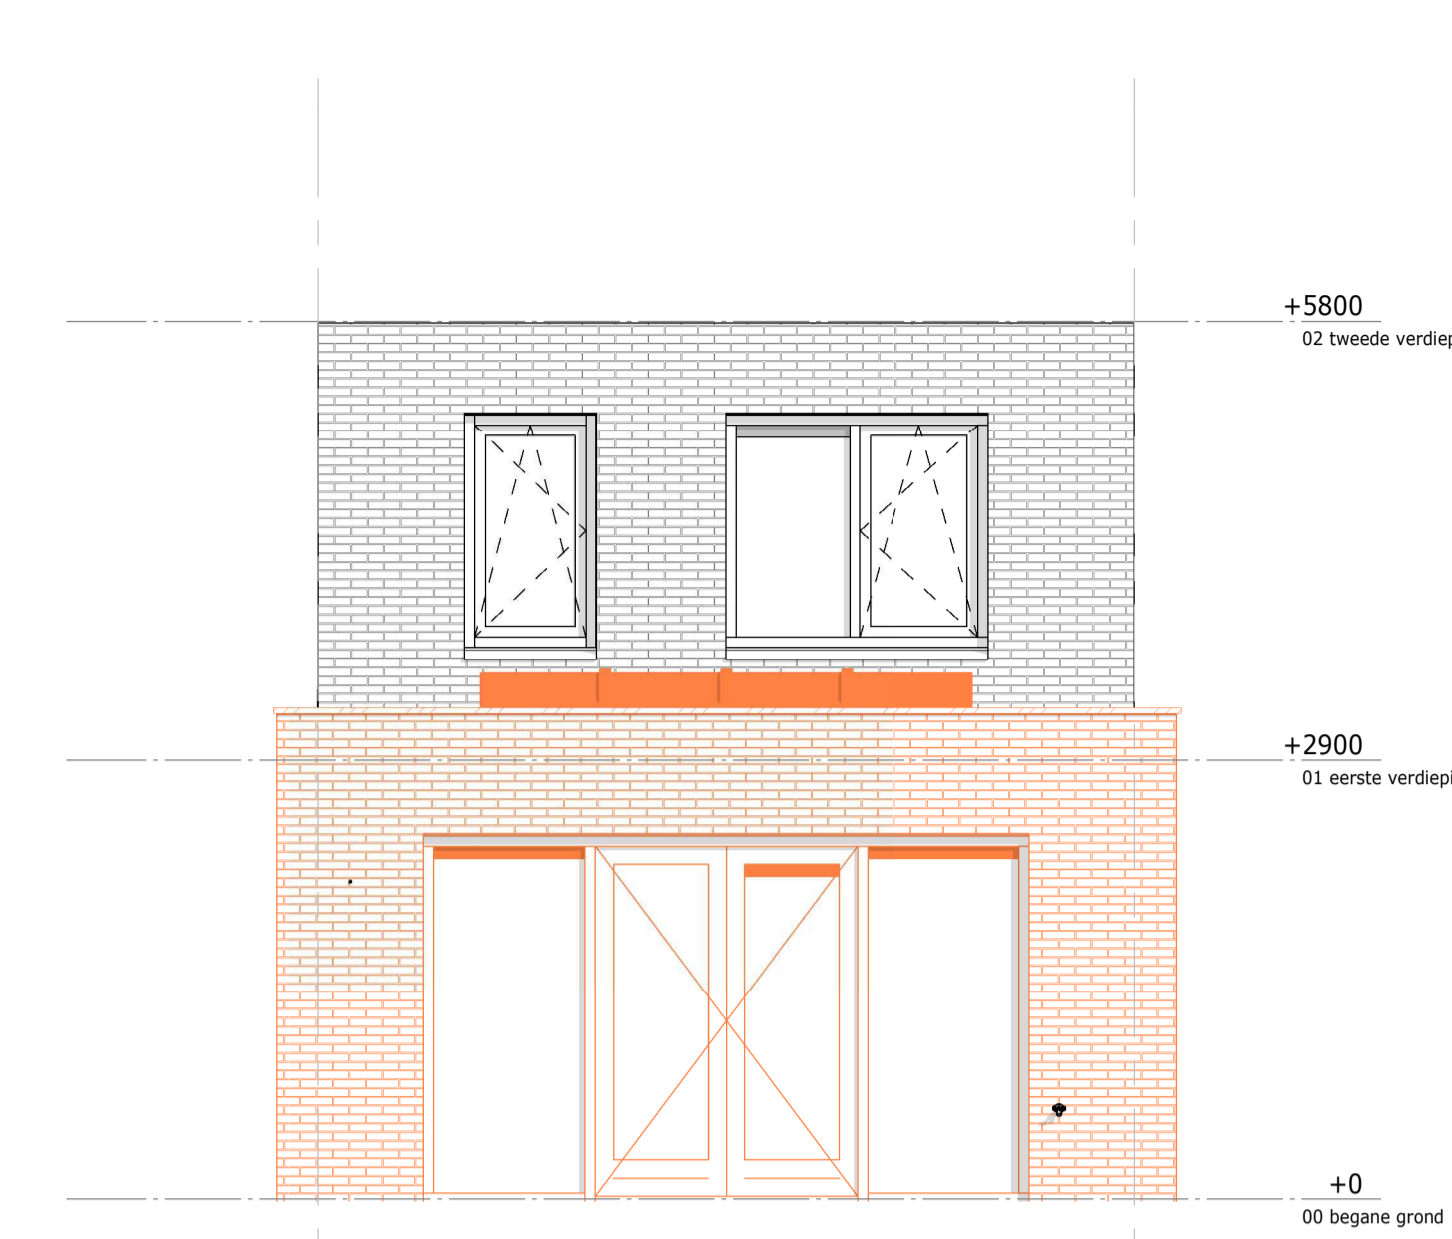 +5800
02 tweede verdiep
+2900
01 eerste verdiepi
+0
00 begane grond